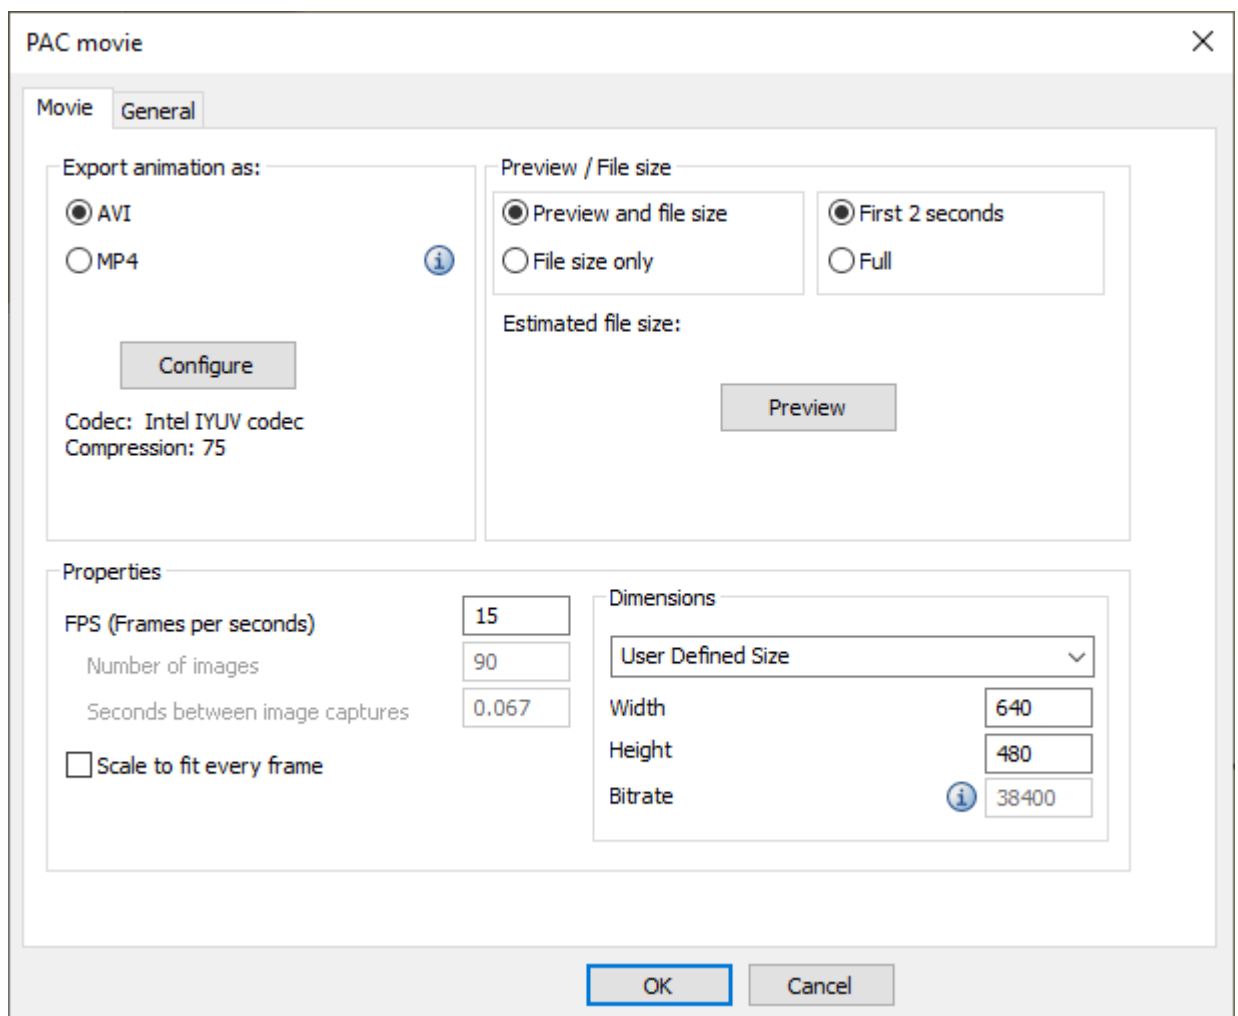 PAC movie
Movie
General
Export animation as:
AVI
MP4
Configure
Codec: Intel IYUV codec
Compression: 75
Preview / File size
Preview and file size
File size only
First 2 seconds
Full
Estimated file size:
Preview
Properties
FPS (Frames per seconds) 15
Number of images 90
Seconds between image captures 0.067
Scale to fit every frame
Dimensions
User Defined Size
Width 640
Height 480
Bitrate 38400
OK
Cancel